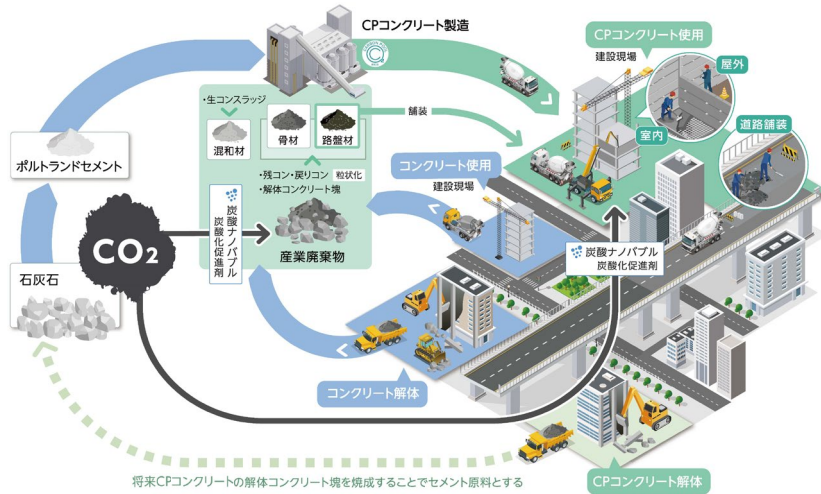 CPコンクリート製造
CPコンクリート使用
建設現場
屋外
室内
道路舗装
・生コンスラッジ
混和材
骨材
路盤材
舗装
・残コン・戻りコン 粒状化
・解体コンクリート塊
産業廃棄物
コンクリート使用
建設現場
ポルトランドセメント
石灰石
CO2
炭酸ナノバブル
炭酸化促進剤
炭酸ナノバブル
炭酸化促進剤
コンクリート解体
CPコンクリート解体
将来CPコンクリートの解体コンクリート塊を焼成することでセメント原料とする